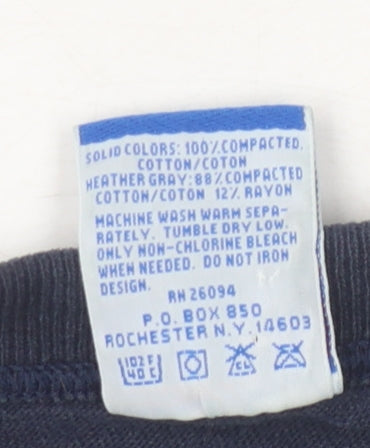 SOLID COLORS: 100% COMPACTED.
COTTON/COTON
HEATHER GRAY: 88% COMPACTED
COTTON/COTON 12% RAYON
MACHINE WASH WARM SEPA-
RATELY. TUMBLE DRY LOW.
ONLY NON-CHLORINE BLEACH
WHEN NEEDED. DO NOT IRON
DESIGN.
RN 26094
P.O. BOX 850
ROCHESTER N.Y. 14603
102 F
40 C
CL